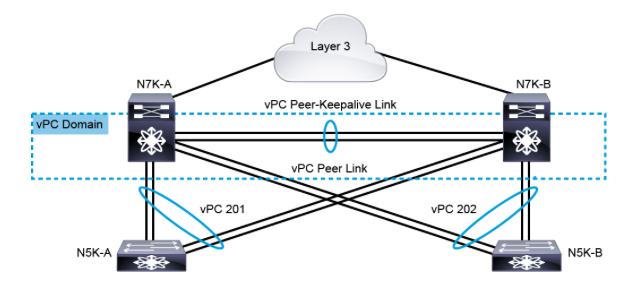 Layer 3
N7K-A
N7K-B
vPC Peer-Keepalive Link
vPC Domain
vPC Peer Link
vPC 201
vPC 202
N5K-A
N5K-B